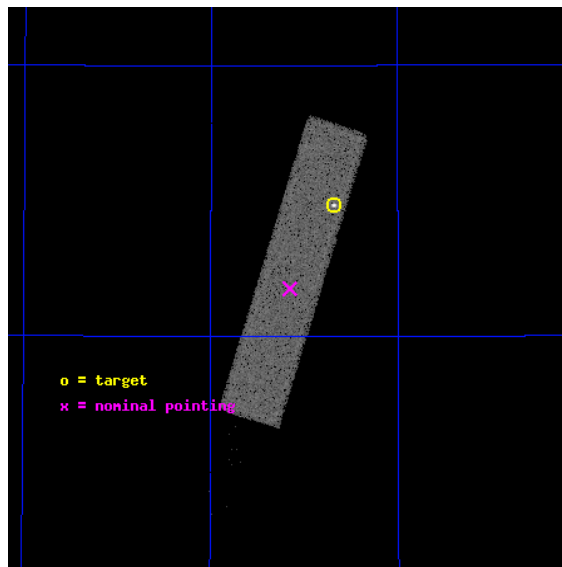 o = target
x = nominal pointing